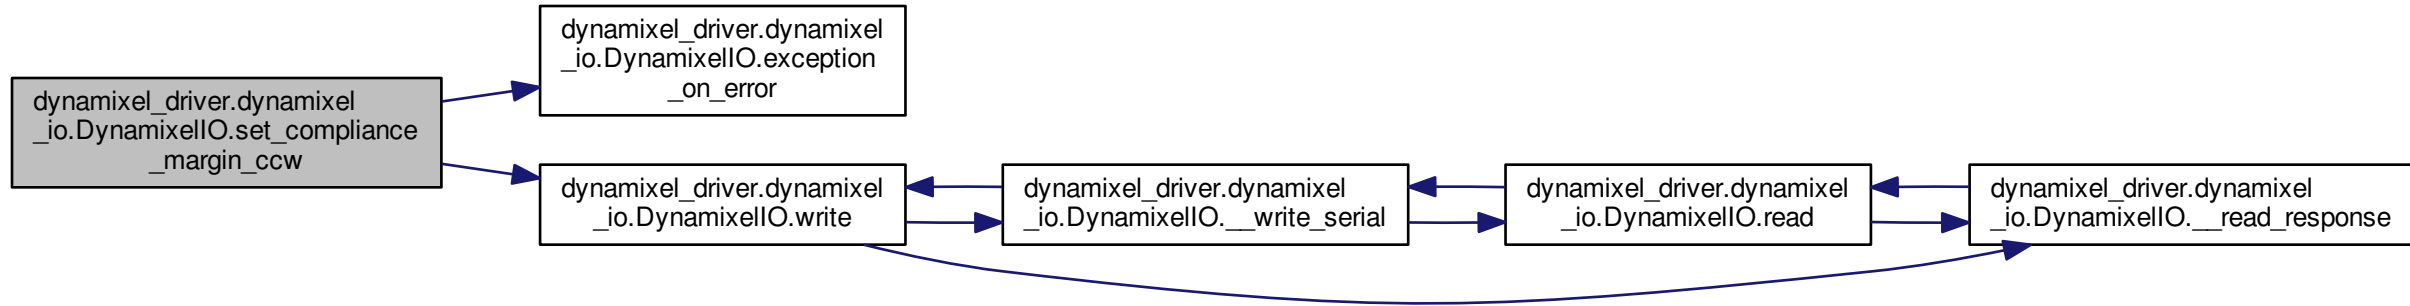 dynamixel_driver.dynamixel
_io.DynamixelIO.exception
_on_error
dynamixel_driver.dynamixel
_io.DynamixelIO.set_compliance
_margin_ccw
dynamixel_driver.dynamixel
_io.DynamixelIO.write
dynamixel_driver.dynamixel
_io.DynamixelIO.__write_serial
dynamixel_driver.dynamixel
_io.DynamixelIO.read
dynamixel_driver.dynamixel
_io.DynamixelIO.__read_response